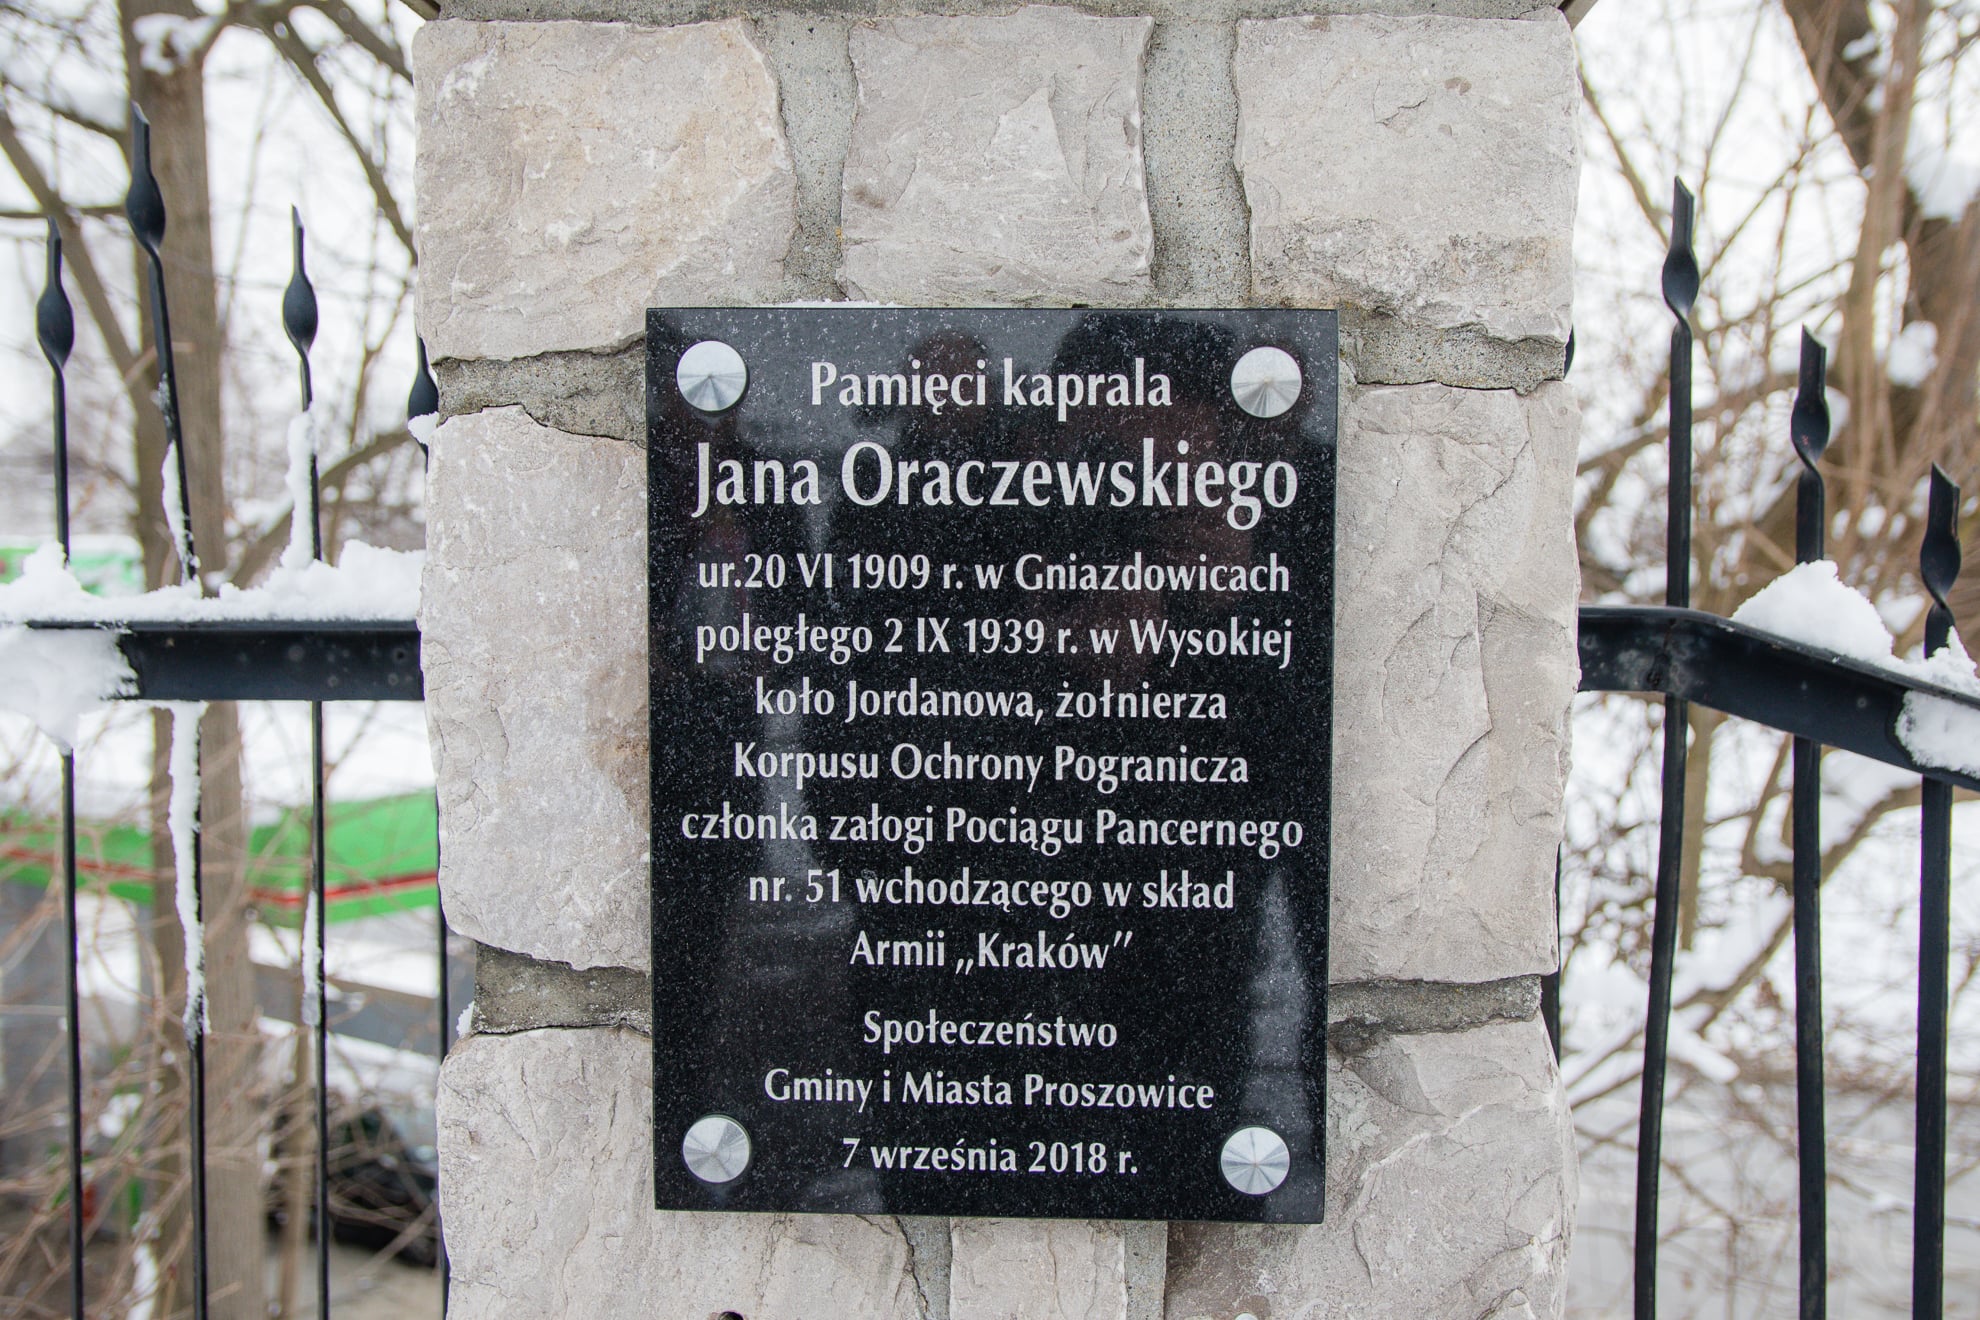 Pamięci kaprala
Jana Oraczewskiego
ur.20 VI 1909 r. w Gniazdowicach
poległego 2 IX 1939 r. w Wysokiej
koło Jordanowa, żołnierza
Korpusu Ochrony Pogranicza
członka załogi Pociągu Pancernego
nr. 51 wchodzącego w skład
Armii „Kraków”
Społeczeństwo
Gminy i Miasta Proszowice
7 września 2018 r.